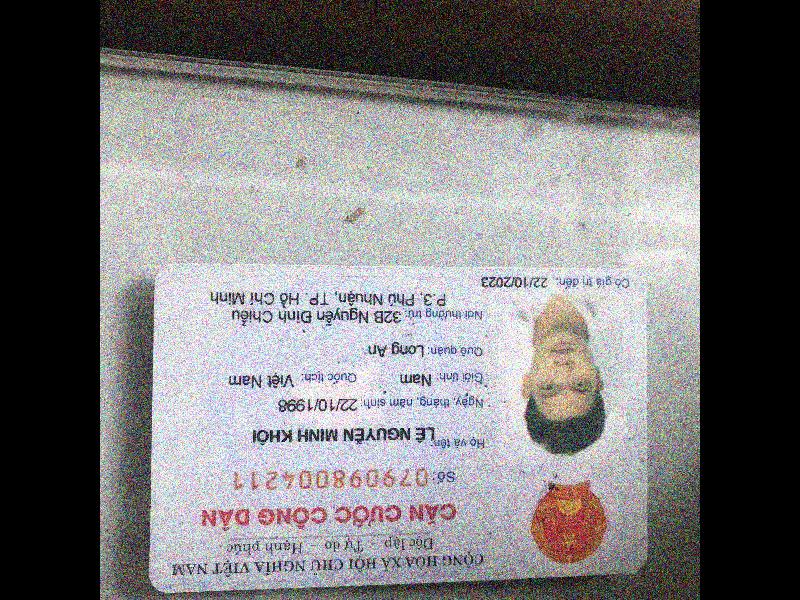 CỘNG HÒA XÃ HỘI CHỦ NGHĨA VIỆT NAM
Độc lập - Tự do - Hạnh phúc
CĂN CƯỚC CÔNG DÂN
Số: 079098004211
Họ và tên: LÊ NGUYỄN MINH KHÔI
Ngày, tháng, năm sinh: 22/10/1998
Giới tính: Nam Quốc tịch: Việt Nam
Quê quán: Long An
Nơi thường trú: 32B Nguyễn Đình Chiểu
P.3, Phú Nhuận, TP. Hồ Chí Minh
Có giá trị đến: 22/10/2023